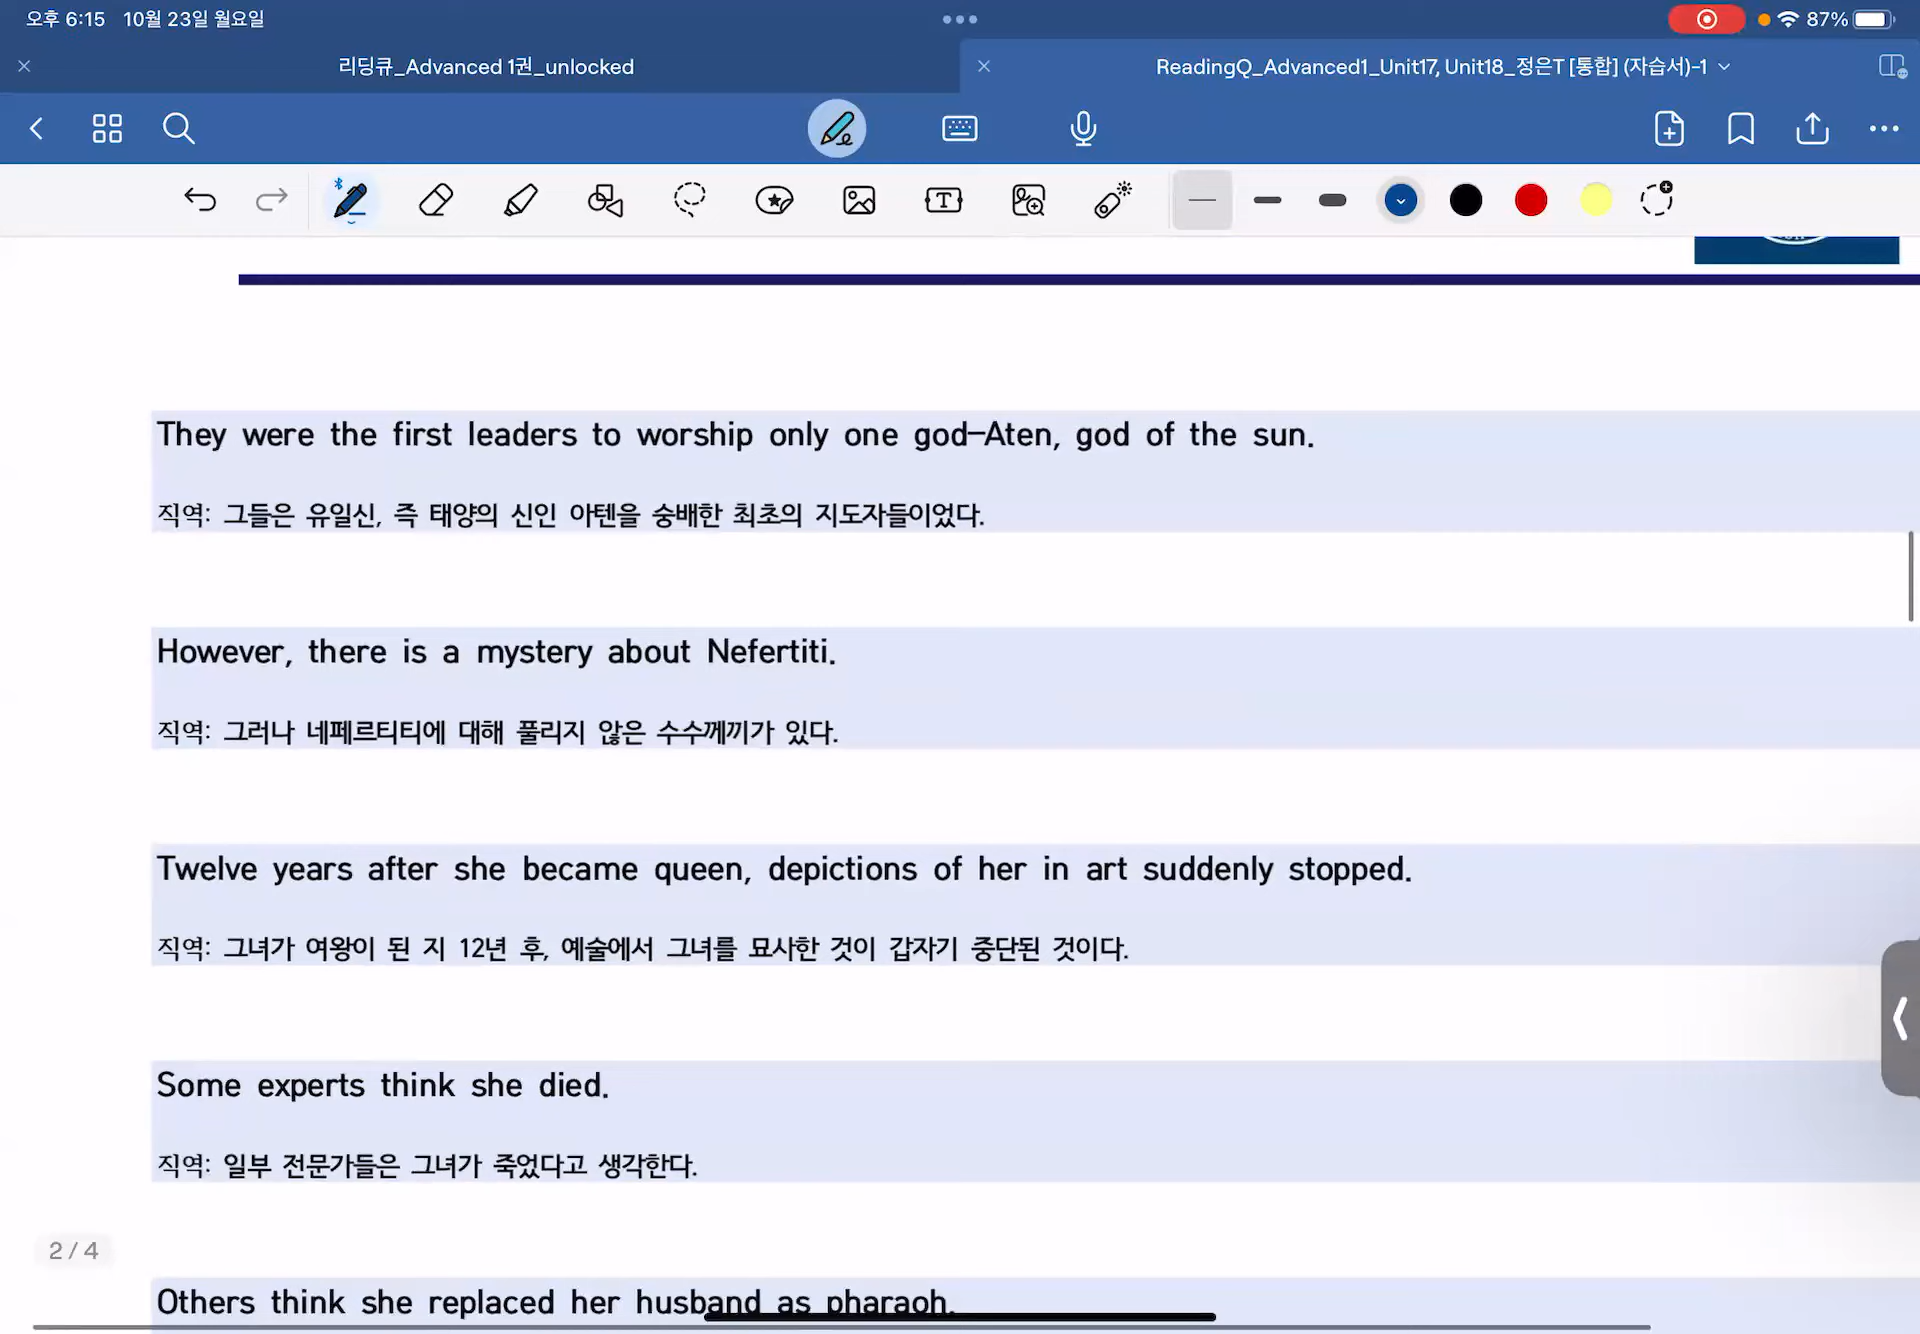 오후 6:15 10월 23일 월요일
87%
리딩큐_Advanced 1권_unlocked
ReadingQ_Advanced1_Unit17, Unit18_정은T [통합] (자습서)-1
They were the first leaders to worship only one god—Aten, god of the sun.
직역: 그들은 유일신, 즉 태양의 신인 아텐을 숭배한 최초의 지도자들이었다.
However, there is a mystery about Nefertiti.
직역: 그러나 네페르티티에 대해 풀리지 않은 수수께끼가 있다.
Twelve years after she became queen, depictions of her in art suddenly stopped.
직역: 그녀가 여왕이 된 지 12년 후, 예술에서 그녀를 묘사한 것이 갑자기 중단된 것이다.
Some experts think she died.
직역: 일부 전문가들은 그녀가 죽었다고 생각한다.
2 / 4
Others think she replaced her husband as pharaoh.